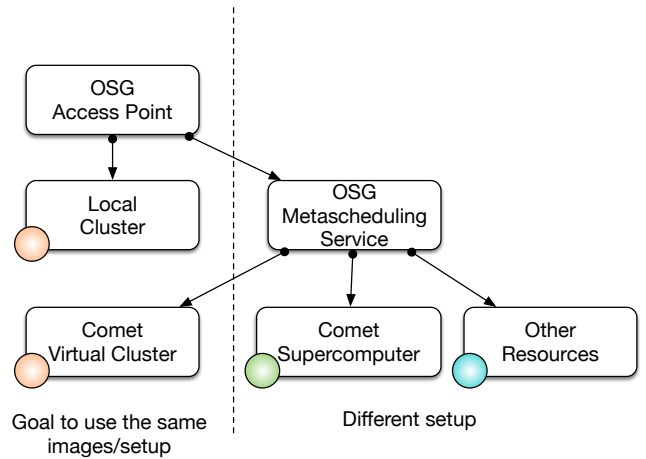 OSG
Access Point
Local
Cluster
OSG
Metascheduling
Service
Comet
Virtual Cluster
Comet
Supercomputer
Other
Resources
Goal to use the same
images/setup
Different setup